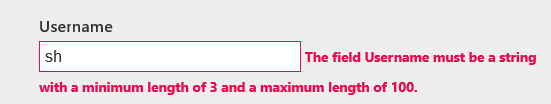 Username
sh The field Username must be a string
with a minimum length of 3 and a maximum length of 100.